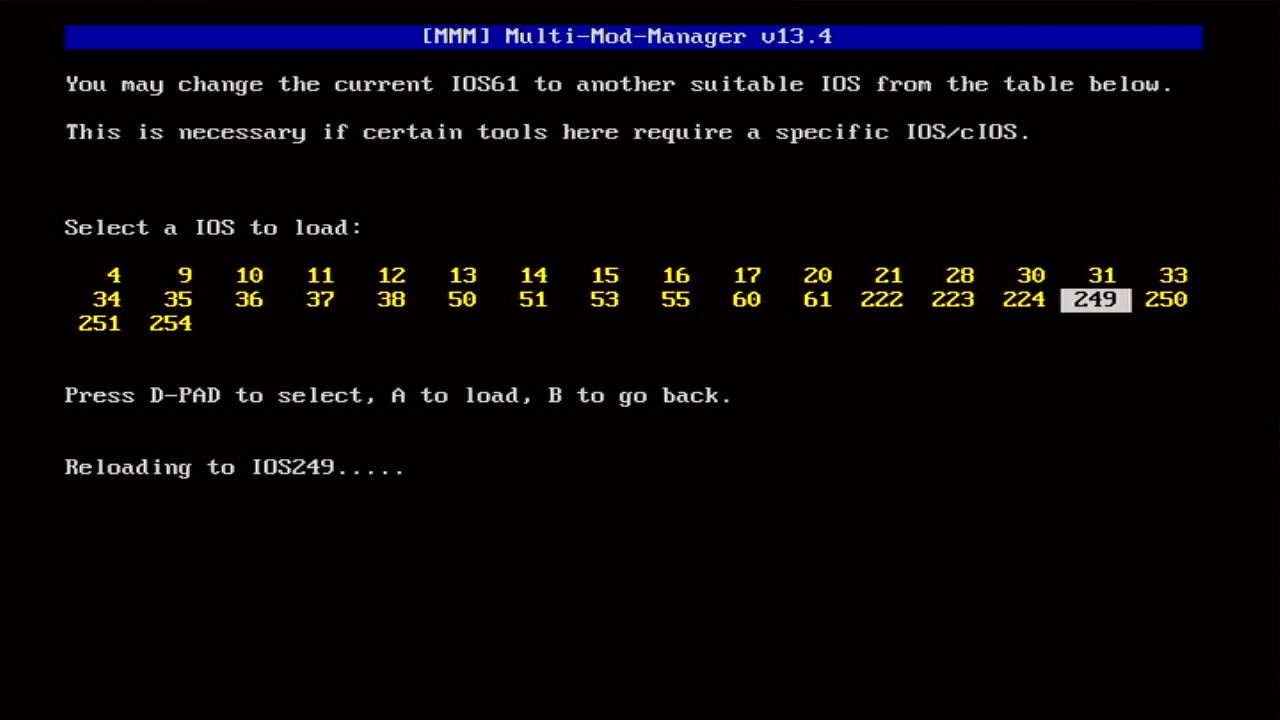 [MMM] Multi-Mod-Manager v13.4
You may change the current IOS61 to another suitable IOS from the table below.
This is necessary if certain tools here require a specific IOS/cIOS.
Select a IOS to load:
4 9 10 11 12 13 14 15 16 17 20 21 28 30 31 33
34 35 36 37 38 50 51 53 55 60 61 222 223 224 249 250
251 254
Press D-PAD to select, A to load, B to go back.
Reloading to IOS249.....